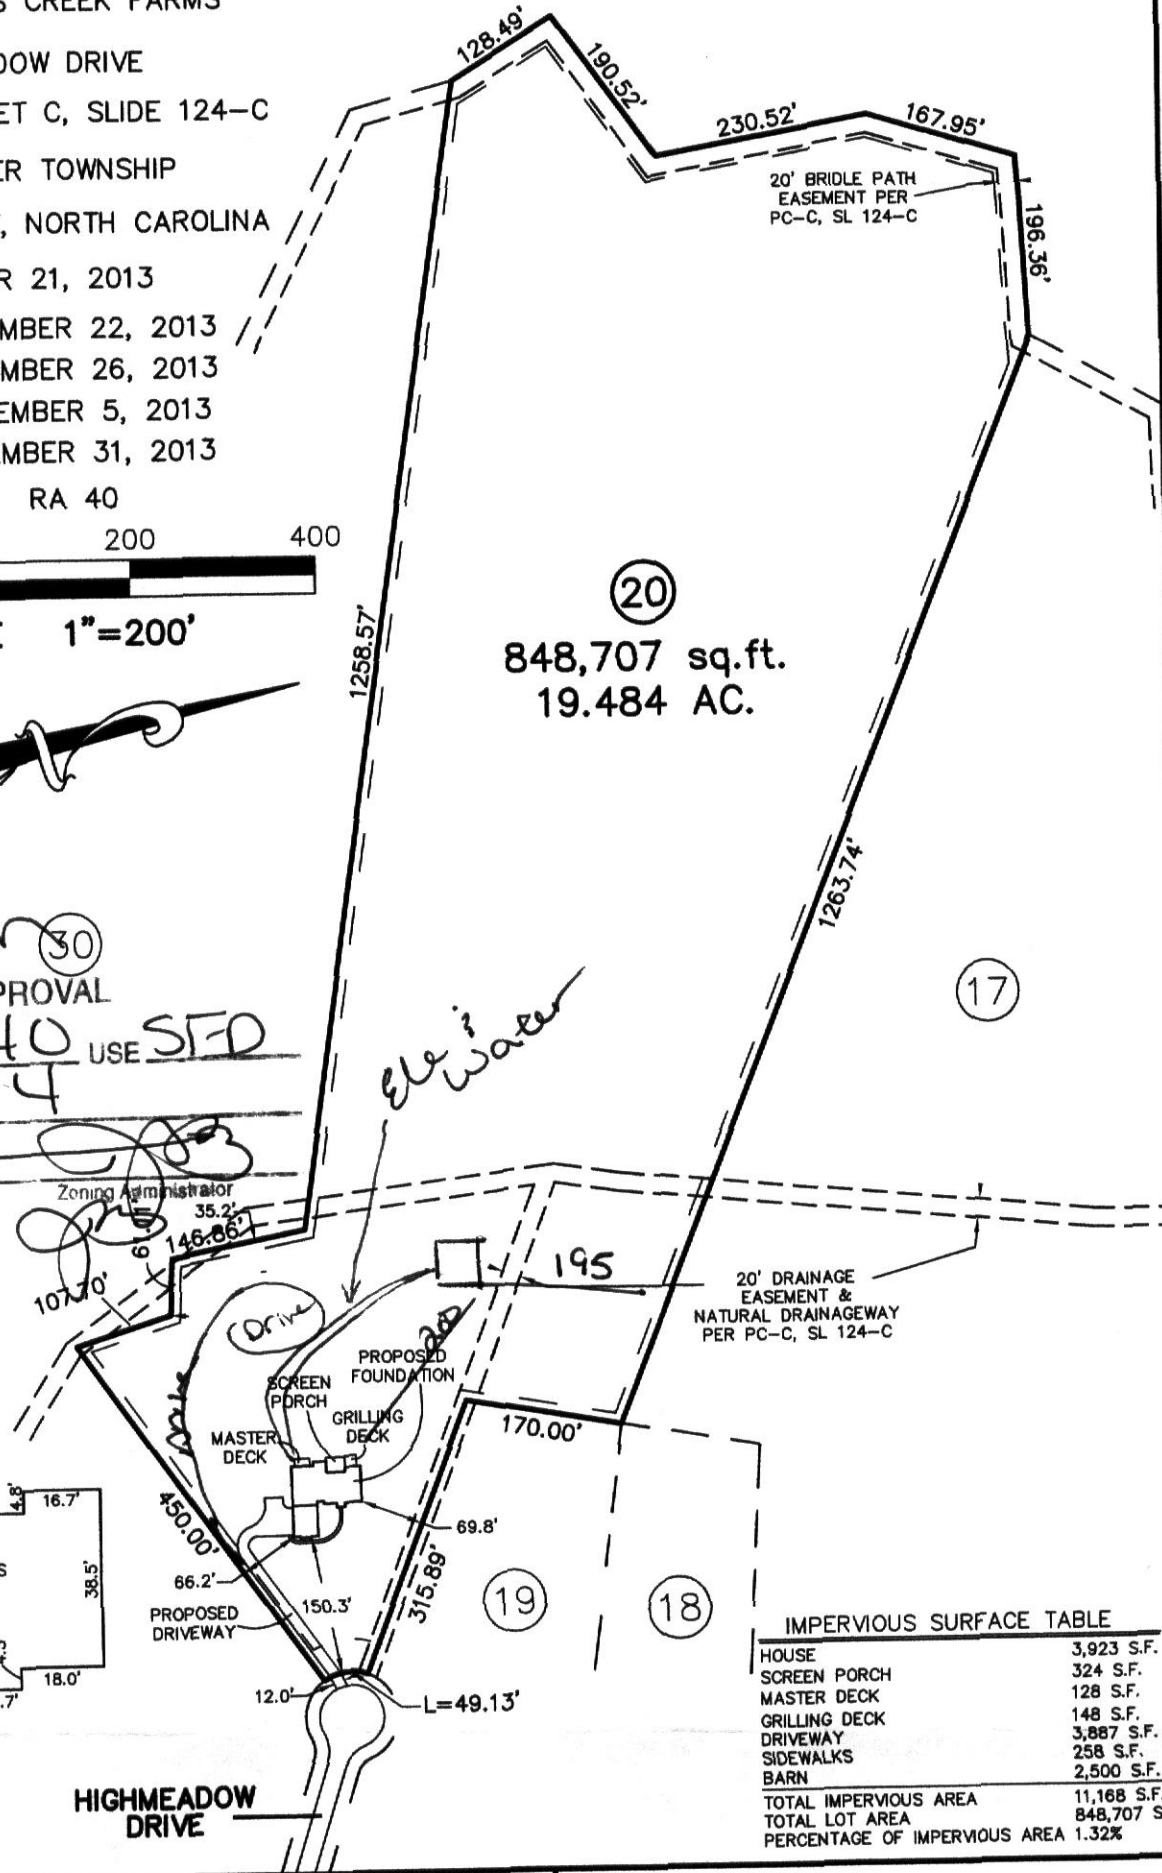 CREEK FARMS
DOW DRIVE
ET C, SLIDE 124-C
ER TOWNSHIP
, NORTH CAROLINA
R 21, 2013
MBER 22, 2013
MBER 26, 2013
EMBER 5, 2013
MBER 31, 2013
RA 40
200 400
1"=200'
128.49'
190.52'
230.52'
167.95'
20' BRIDLE PATH
EASEMENT PER
PC-C, SL 124-C
196.36'
20
848,707 sq.ft.
19.484 AC.
1258.57'
1263.74'
30
17
PROVAL
40 USE SFD
4
Ele &
Water
Zoning Administrator
35.2'
146.86'
107.70'
195
20' DRAINAGE
EASEMENT &
NATURAL DRAINAGEWAY
PER PC-C, SL 124-C
Drive
200
PROPOSED
FOUNDATION
SCREEN
PORCH
GRILLING
DECK
MASTER
DECK
170.00'
450.00'
69.8'
66.2'
315.89'
150.3'
PROPOSED
DRIVEWAY
19
18
4.8'
16.7'
38.5'
18.0'
.7'
12.0'
L=49.13'
HIGHMEADOW
DRIVE
IMPERVIOUS SURFACE TABLE
HOUSE 3,923 S.F.
SCREEN PORCH 324 S.F.
MASTER DECK 128 S.F.
GRILLING DECK 148 S.F.
DRIVEWAY 3,887 S.F.
SIDEWALKS 258 S.F.
BARN 2,500 S.F.
TOTAL IMPERVIOUS AREA 11,168 S.F.
TOTAL LOT AREA 848,707 S
PERCENTAGE OF IMPERVIOUS AREA 1.32%